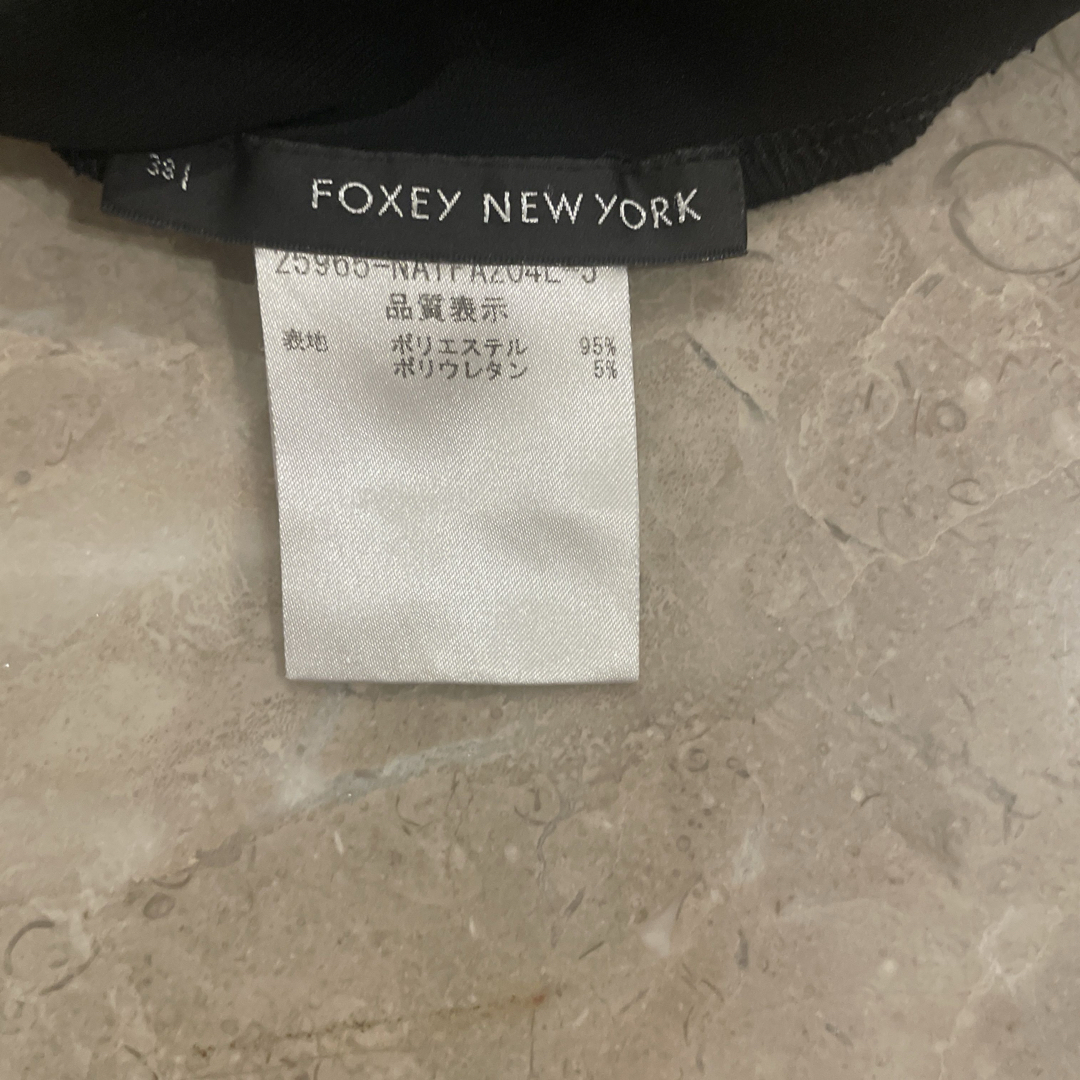 38
FOXEY NEW YORK
品質表示
表地 ポリエステル 95%
ポリウレタン 5%